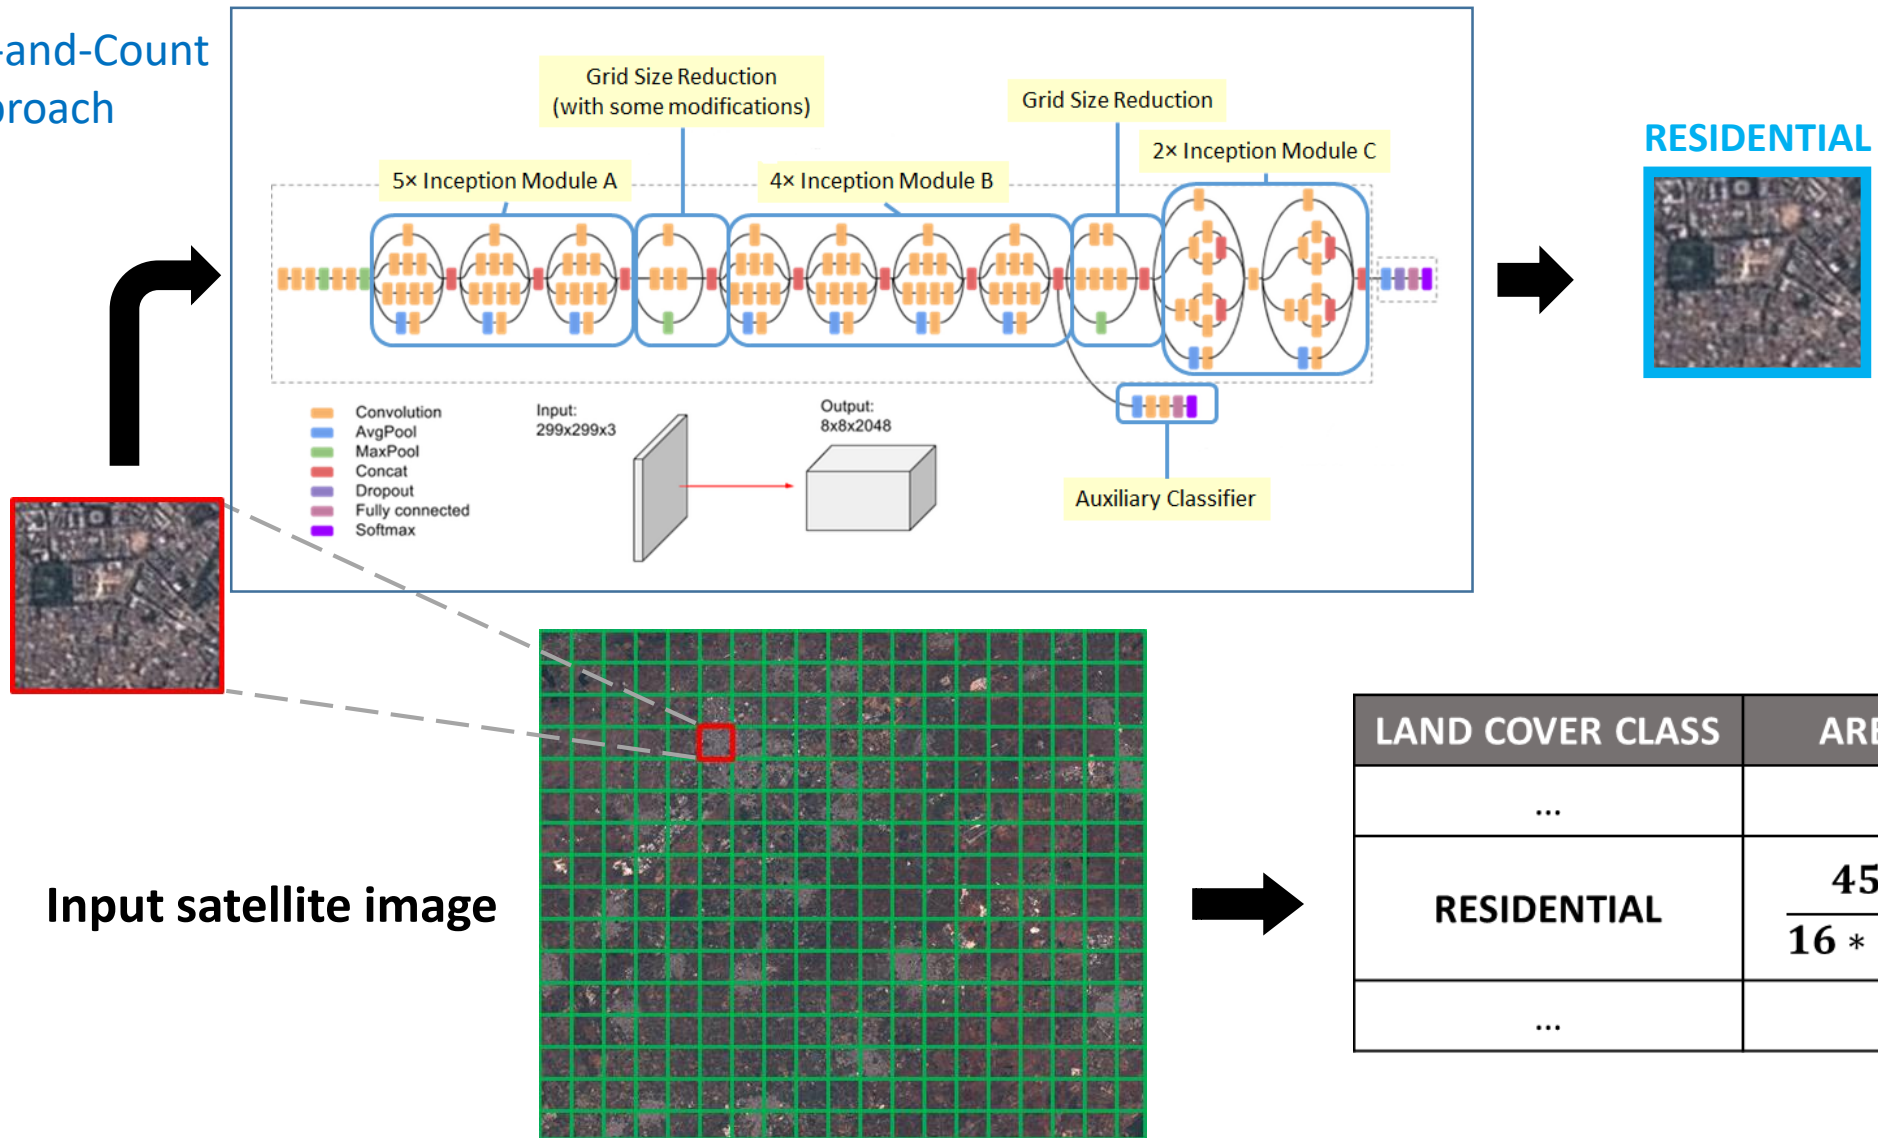 -and-Count
proach
Grid Size Reduction
(with some modifications)
Grid Size Reduction
2× Inception Module C
5× Inception Module A
4× Inception Module B
RESIDENTIAL
Convolution
AvgPool
MaxPool
Concat
Dropout
Fully connected
Softmax
Input:
299x299x3
Output:
8x8x2048
Auxiliary Classifier
Input satellite image
LAND COVER CLASS
ARE
...
RESIDENTIAL
45
16 *
...